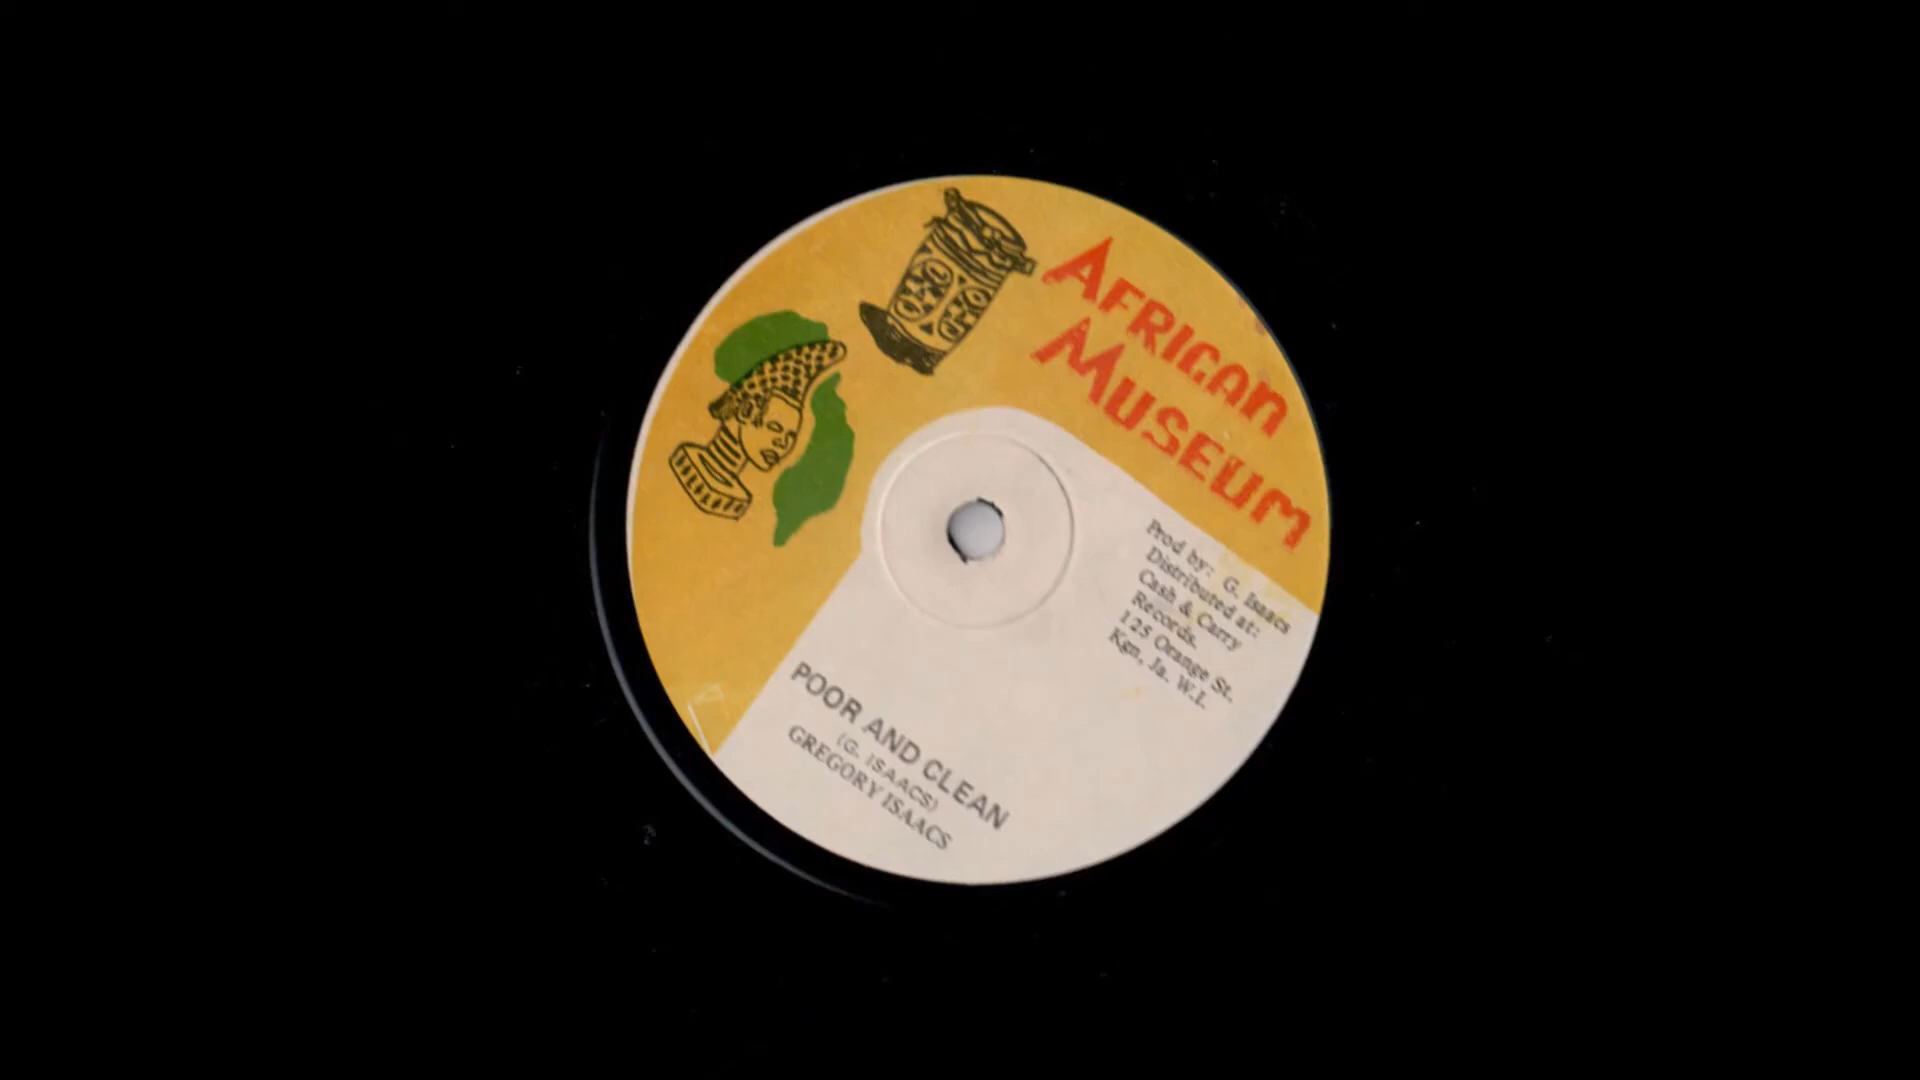 AFRICAN
MUSEUM
Prod by: G. Isaacs
Distributed at:
Cash & Carry
Records.
125 Orange St.
Kgn, Ja. W.I.
POOR AND CLEAN
(G. ISAACS)
GREGORY ISAACS